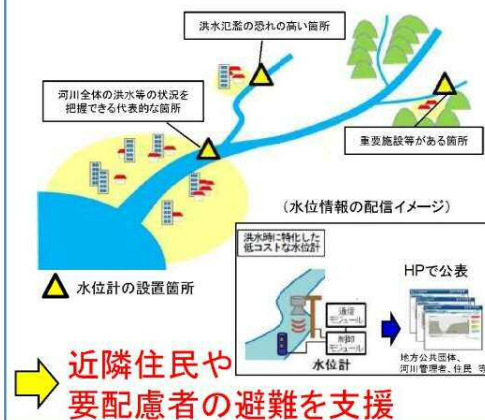 洪水氾濫の恐れの高い箇所
河川全体の洪水等の状況を
把握できる代表的な箇所
重要施設等がある箇所
(水位情報の配信イメージ)
洪水時に特化した
低コストな水位計
HPで公表
通信
モジュール
制御
モジュール
水位計
地方公共団体、
河川管理者、住民 等
水位計の設置箇所
近隣住民や
要配慮者の避難を支援